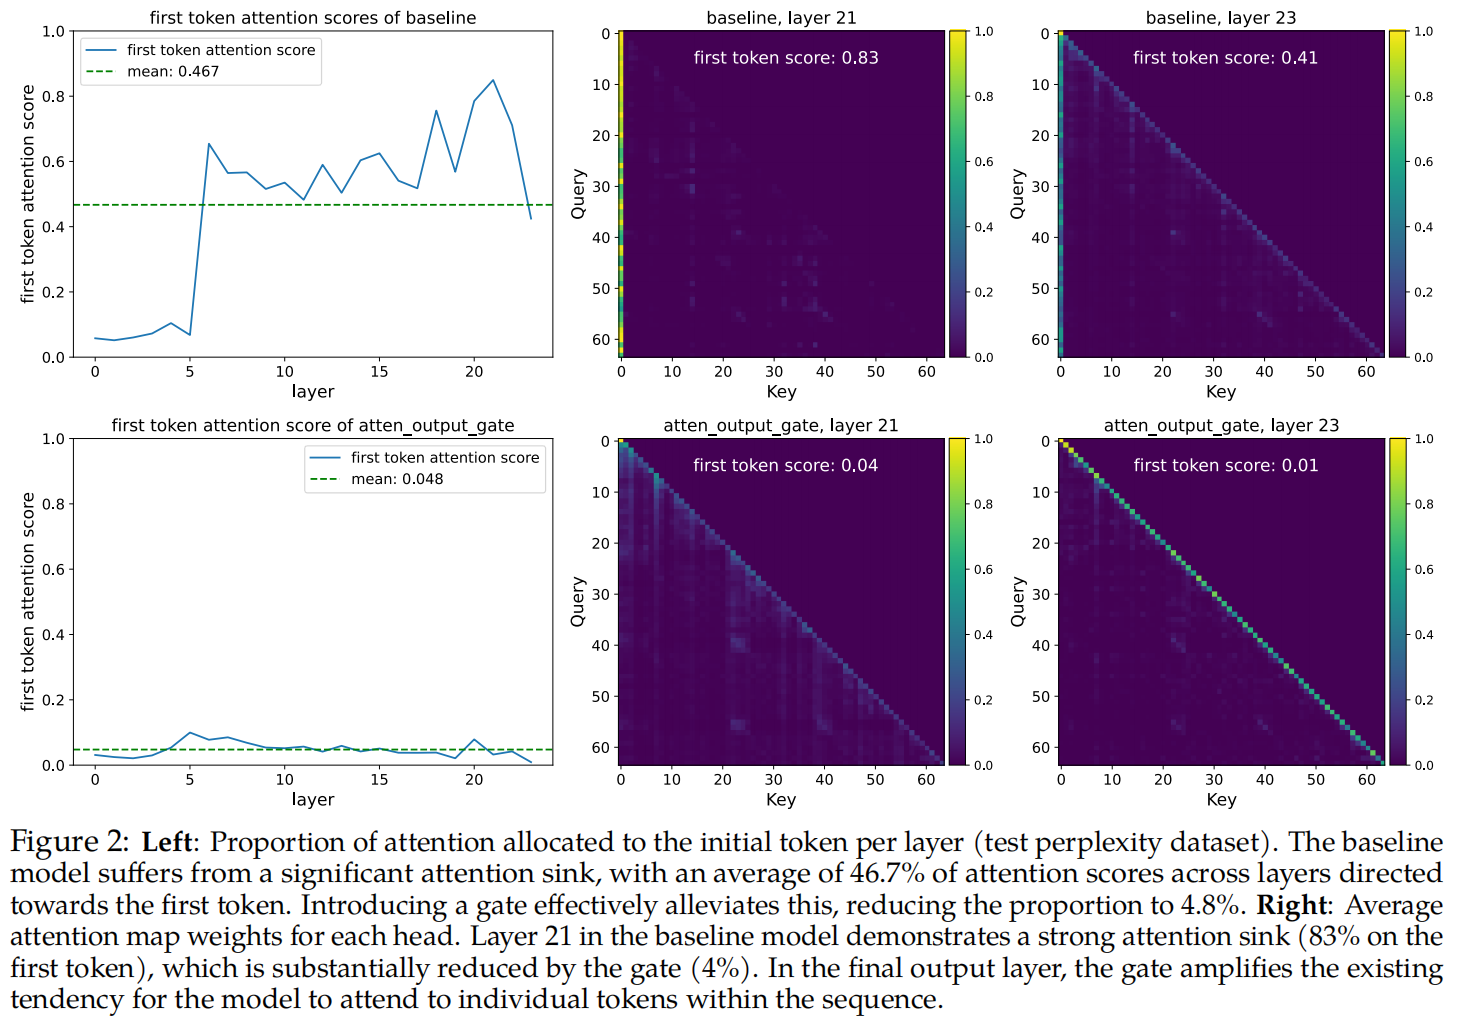 first token attention scores of baseline
1.0
0.8
0.6
0.4
0.2
0.0
first token attention score
first token attention score
mean: 0.467
0 5 10 15 20
layer
baseline, layer 21
first token score: 0.83
0
10
20
30
40
50
60
Query
0 10 20 30 40 50 60
Key
1.0
0.8
0.6
0.4
0.2
0.0
baseline, layer 23
first token score: 0.41
0
10
20
30
40
50
60
Query
0 10 20 30 40 50 60
Key
1.0
0.8
0.6
0.4
0.2
0.0
first token attention score of atten_output_gate
1.0
0.8
0.6
0.4
0.2
0.0
first token attention score
first token attention score
mean: 0.048
0 5 10 15 20
layer
atten_output_gate, layer 21
first token score: 0.04
0
10
20
30
40
50
60
Query
0 10 20 30 40 50 60
Key
1.0
0.8
0.6
0.4
0.2
0.0
atten_output_gate, layer 23
first token score: 0.01
0
10
20
30
40
50
60
Query
0 10 20 30 40 50 60
Key
1.0
0.8
0.6
0.4
0.2
0.0
Figure 2: Left: Proportion of attention allocated to the initial token per layer (test perplexity dataset). The baseline
model suffers from a significant attention sink, with an average of 46.7% of attention scores across layers directed
towards the first token. Introducing a gate effectively alleviates this, reducing the proportion to 4.8%. Right: Average
attention map weights for each head. Layer 21 in the baseline model demonstrates a strong attention sink (83% on the
first token), which is substantially reduced by the gate (4%). In the final output layer, the gate amplifies the existing
tendency for the model to attend to individual tokens within the sequence.